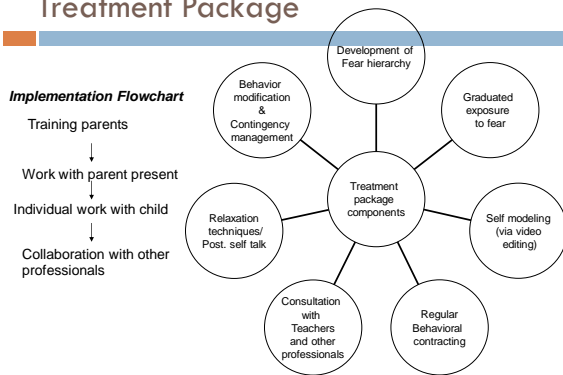 Treatment Package
Implementation Flowchart
Training parents
Work with parent present
Individual work with child
Collaboration with other
professionals
Development of
Fear hierarchy
Graduated
exposure
to fear
Self modeling
(via video
editing)
Regular
Behavioral
contracting
Consultation
with
Teachers
and other
professionals
Relaxation
techniques/
Post. self talk
Behavior
modification
&
Contingency
management
Treatment
package
components